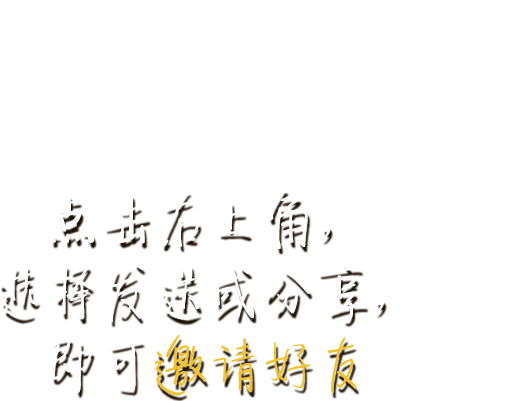 点击右上角，
选择发送或分享，
即可邀请好友